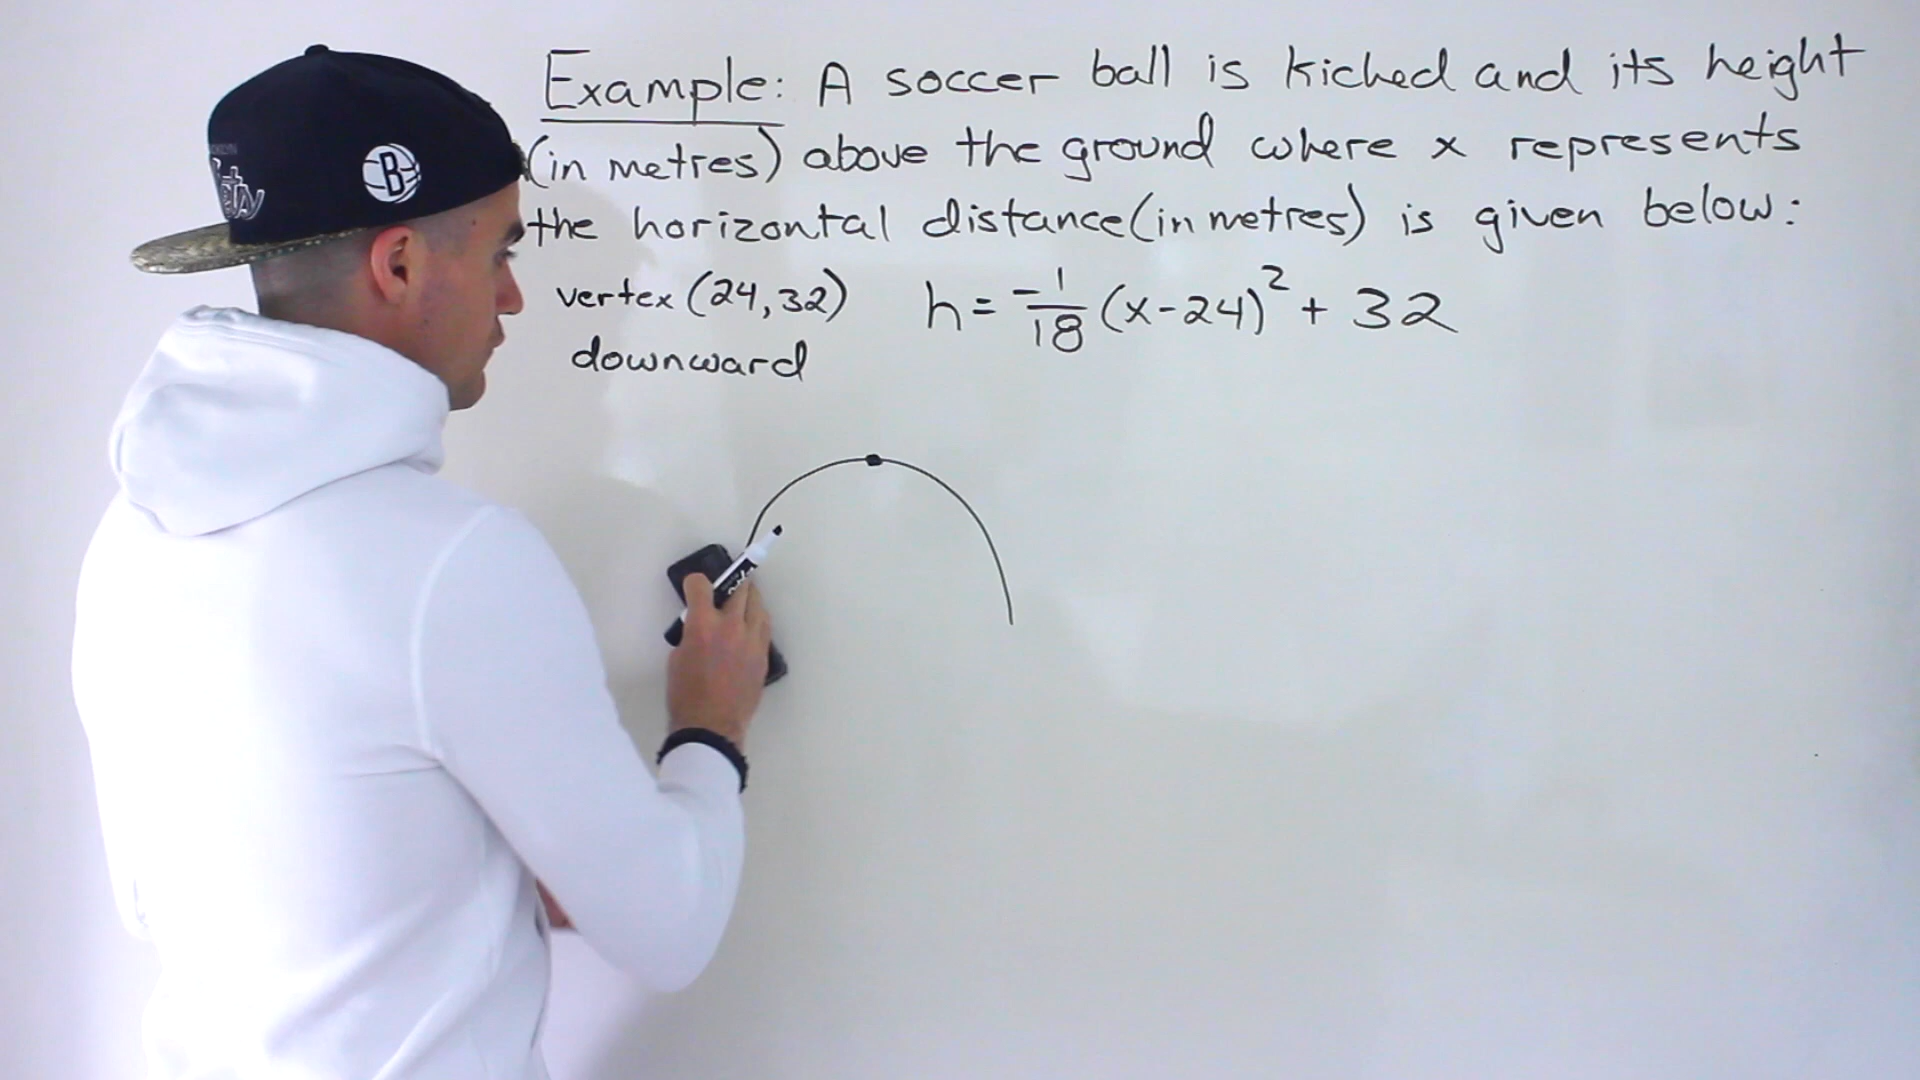 Example: A soccer ball is kicked and its height
(in metres) above the ground where x represents
the horizontal distance (in metres) is given below:
vertex (24,32) h = -1/18 (x-24)² + 32
downward
B